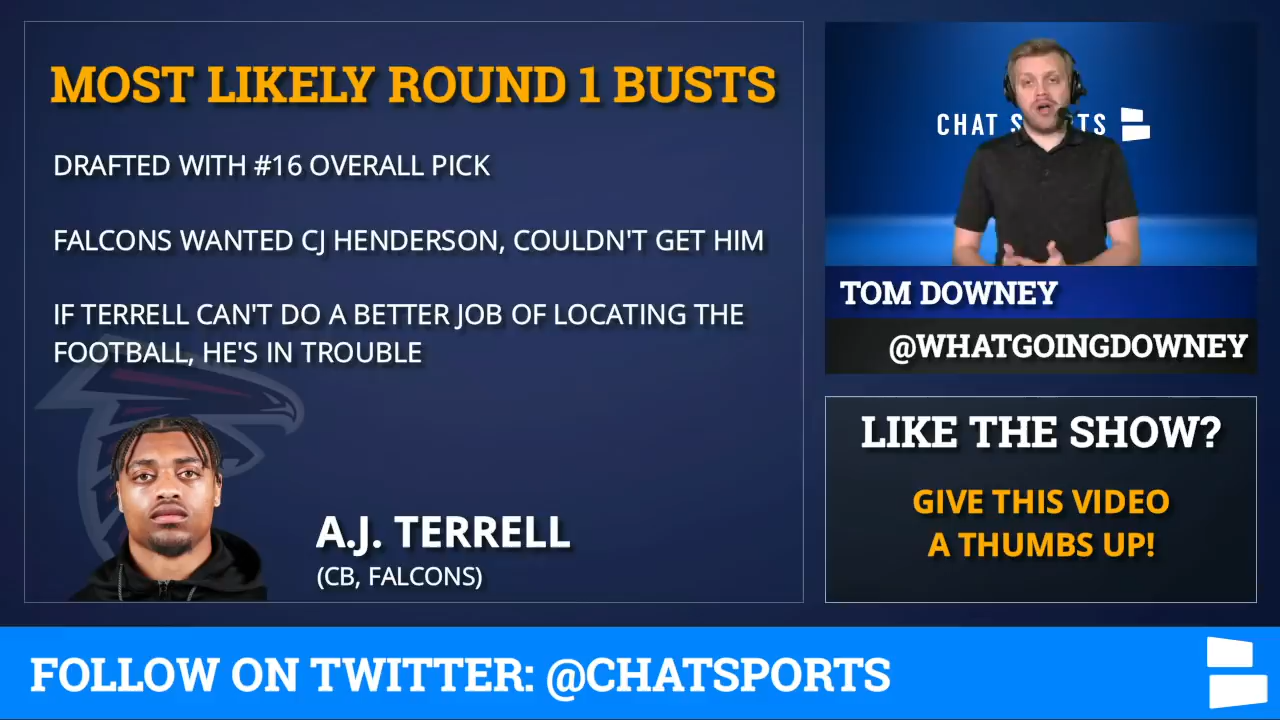 MOST LIKELY ROUND 1 BUSTS
DRAFTED WITH #16 OVERALL PICK
FALCONS WANTED CJ HENDERSON, COULDN'T GET HIM
IF TERRELL CAN'T DO A BETTER JOB OF LOCATING THE
FOOTBALL, HE'S IN TROUBLE
A.J. TERRELL
(CB, FALCONS)
CHAT S TS
TOM DOWNEY
@WHATGOINGDOWNEY
LIKE THE SHOW?
GIVE THIS VIDEO
A THUMBS UP!
FOLLOW ON TWITTER: @CHATSPORTS